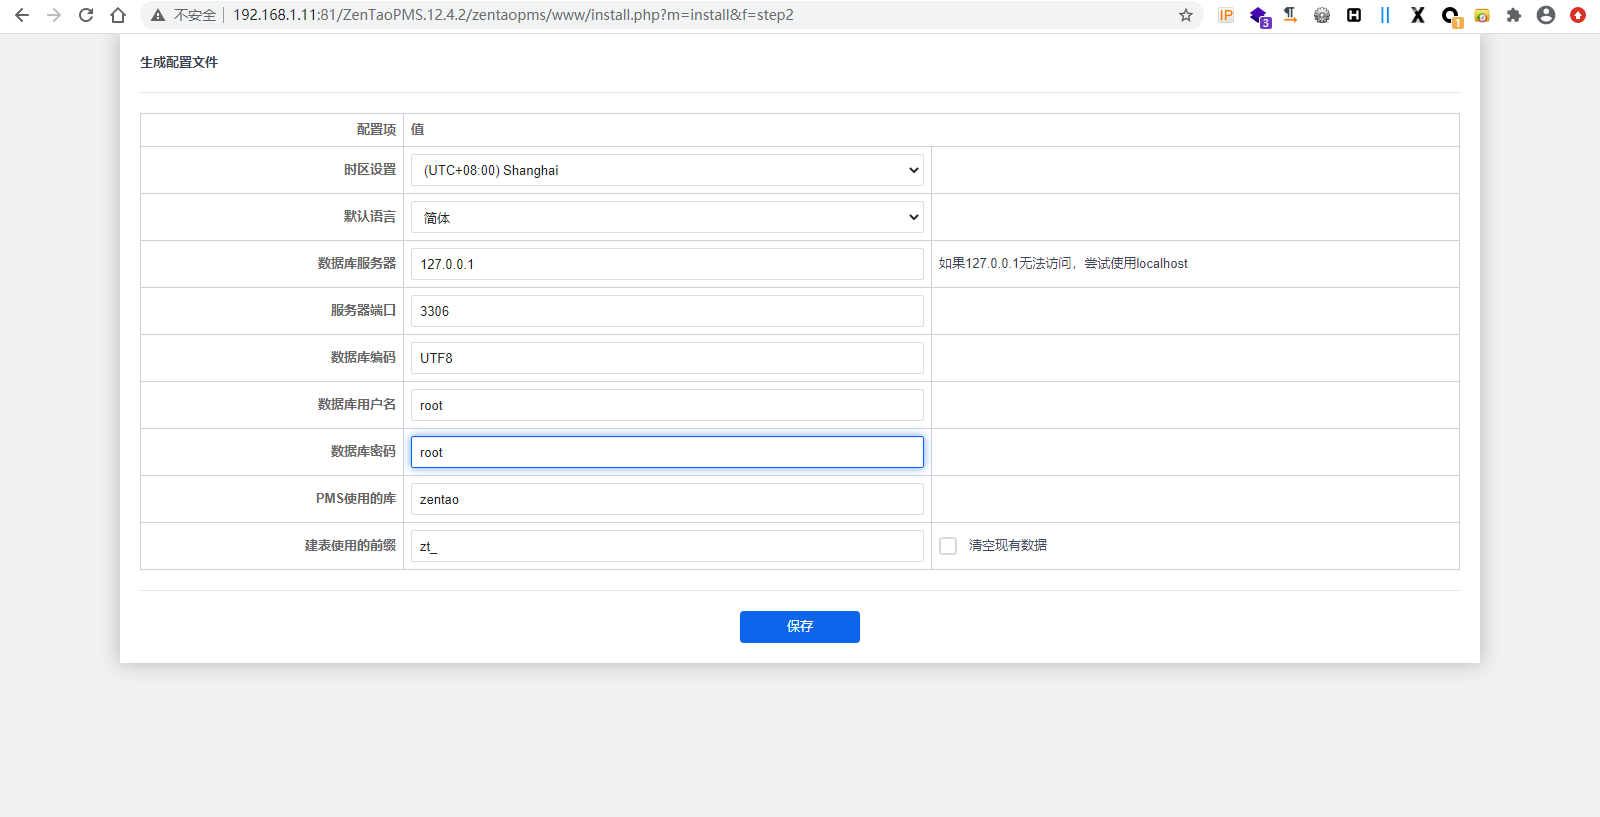 不安全 192.168.1.11:81/ZenTaoPMS.12.4.2/zentaopms/www/install.php?m=install&f=step2
IP
3
1
生成配置文件
配置项 值
时区设置 (UTC+08:00) Shanghai
默认语言 简体
数据库服务器 127.0.0.1 如果127.0.0.1无法访问，尝试使用localhost
服务器端口 3306
数据库编码 UTF8
数据库用户名 root
数据库密码 root
PMS使用的库 zentao
建表使用的前缀 zt_ 清空现有数据
保存